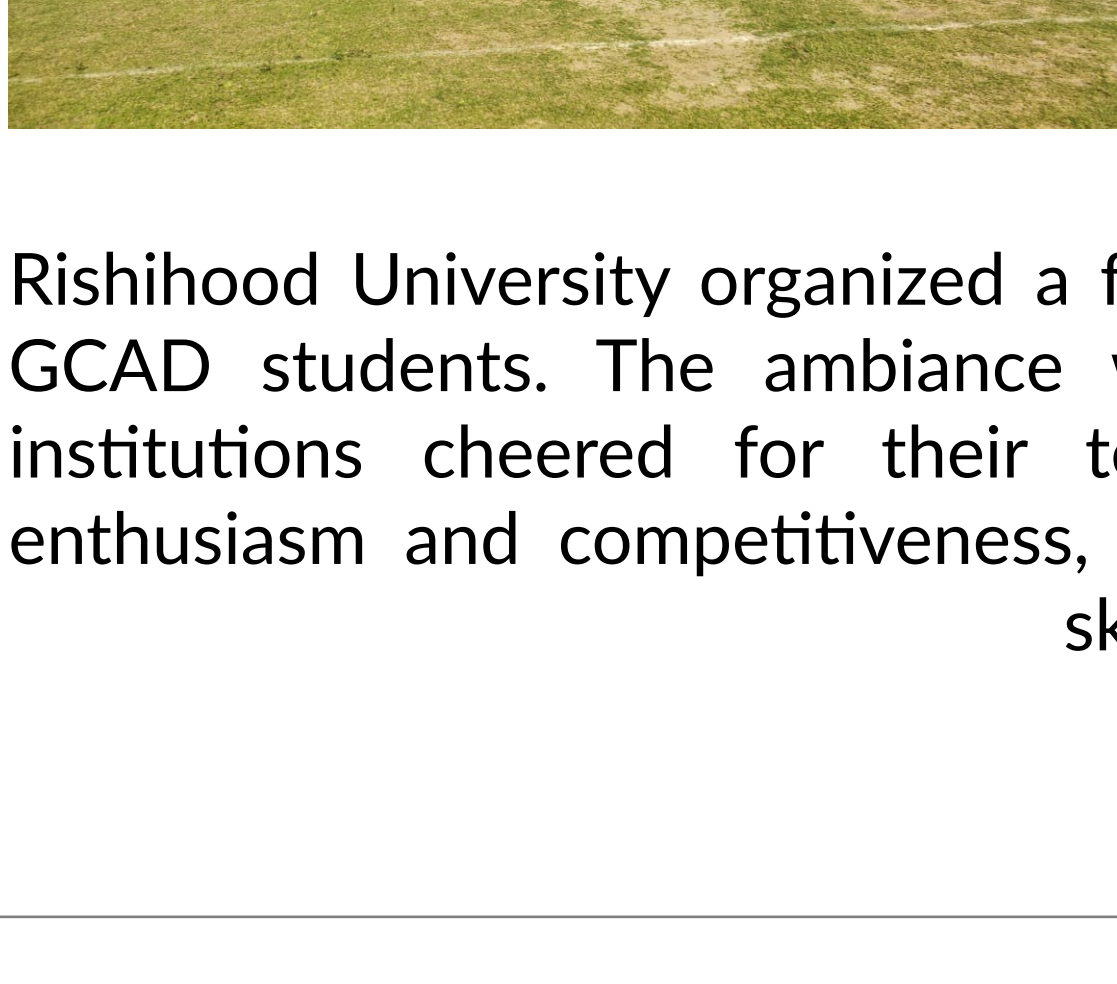 Rishihood University organized a
GCAD students. The ambiance
institutions cheered for their
enthusiasm and competitiveness,